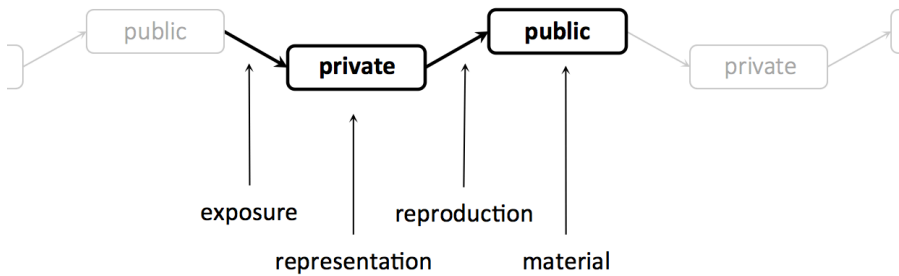 public
private
public
private
exposure
reproduction
representation
material